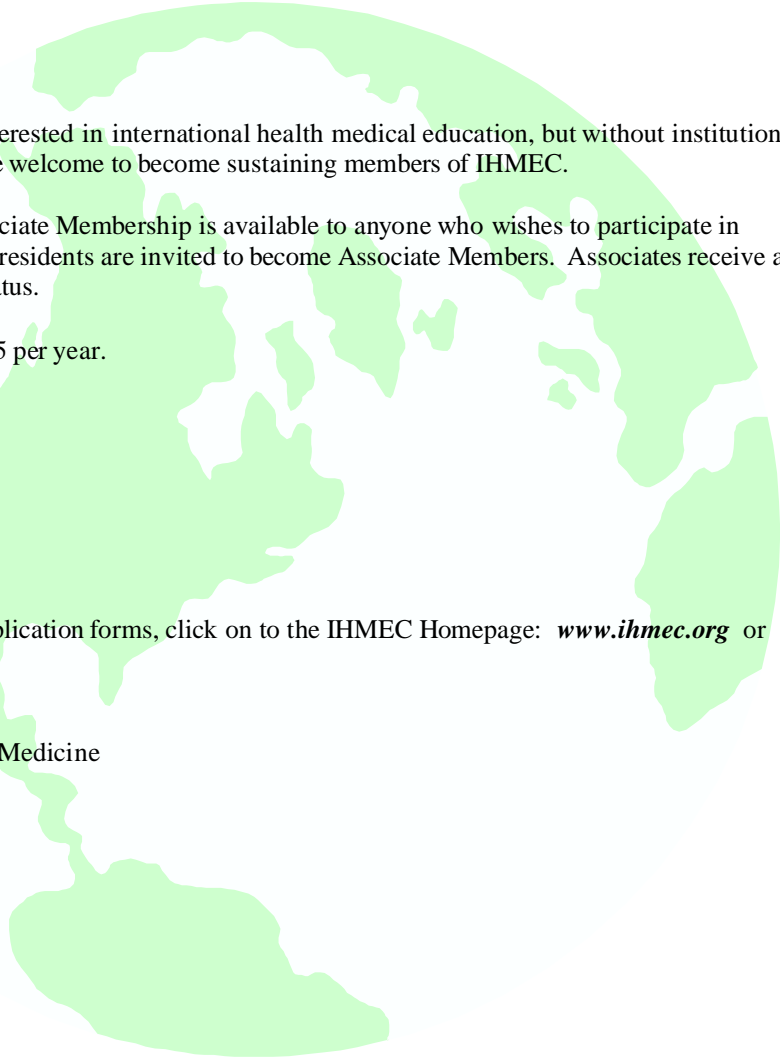 erested in international health medical education, but without institution
e welcome to become sustaining members of IHMEC.
ciate Membership is available to anyone who wishes to participate in
residents are invited to become Associate Members. Associates receive a
atus.
5 per year.
plication forms, click on to the IHMEC Homepage: www.ihmec.org or
Medicine